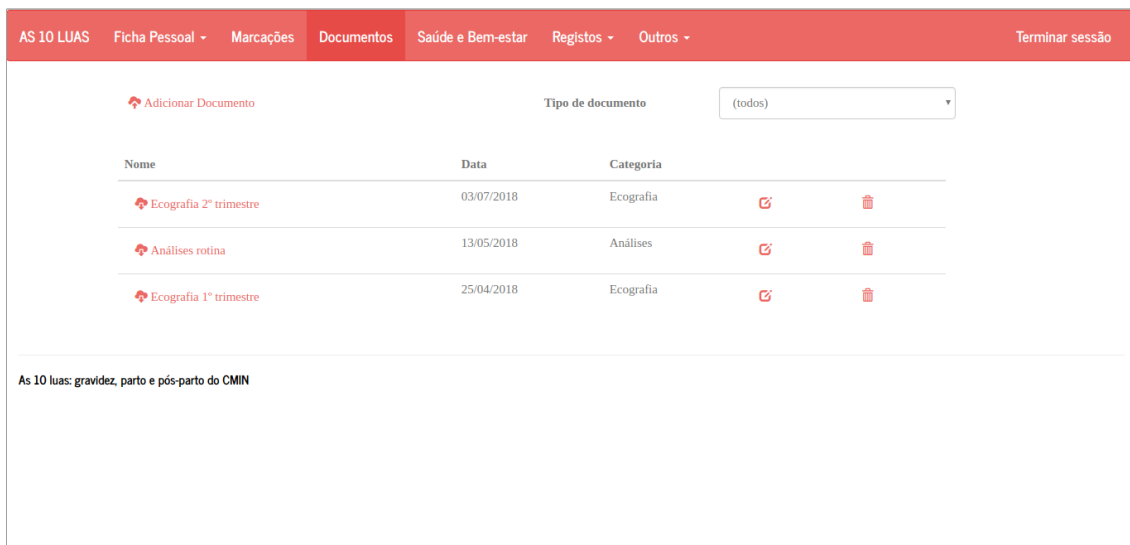 AS 10 LUAS Ficha Pessoal Marcações Documentos Saúde e Bem-estar Registos Outros Terminar sessão
Adicionar Documento Tipo de documento (todos)
Nome Data Categoria
Ecografia 2º trimestre 03/07/2018 Ecografia
Análises rotina 13/05/2018 Análises
Ecografia 1º trimestre 25/04/2018 Ecografia
As 10 luas: gravidez, parto e pós-parto do CMIN